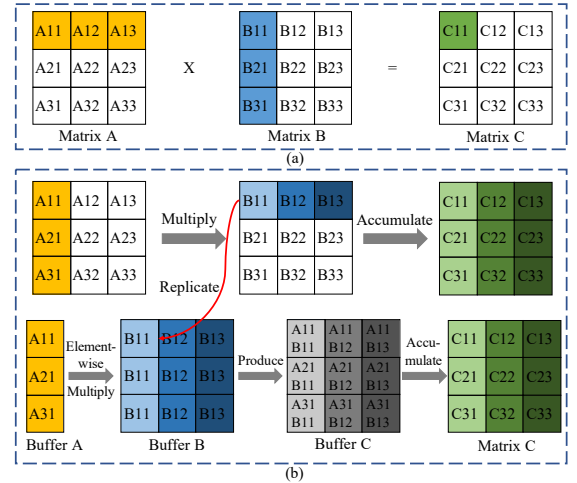 A11 A12 A13 B11 B12 B13 C11 C12 C13
A21 A22 A23 X B21 B22 B23 = C21 C22 C23
A31 A32 A33 B31 B32 B33 C31 C32 C33
Matrix A Matrix B Matrix C
(a)
A11 A12 A13 B11 B12 B13 C11 C12 C13
Multiply Accumulate
A21 A22 A23 B21 B22 B23 C21 C22 C23
A31 A32 A33 B31 B32 B33 C31 C32 C33
Replicate
A11 B11 B12 B13 A11 A11 A11 C11 C12 C13
B11 B12 B13
Element-
wise
Multiply
Produce
Accu-
mulate
A21 B11 B12 B13 A21 A21 A21 C21 C22 C23
B11 B12 B13
A31 B11 B12 B13 A31 A31 A31 C31 C32 C33
B11 B12 B13
Buffer A Buffer B Buffer C Matrix C
(b)